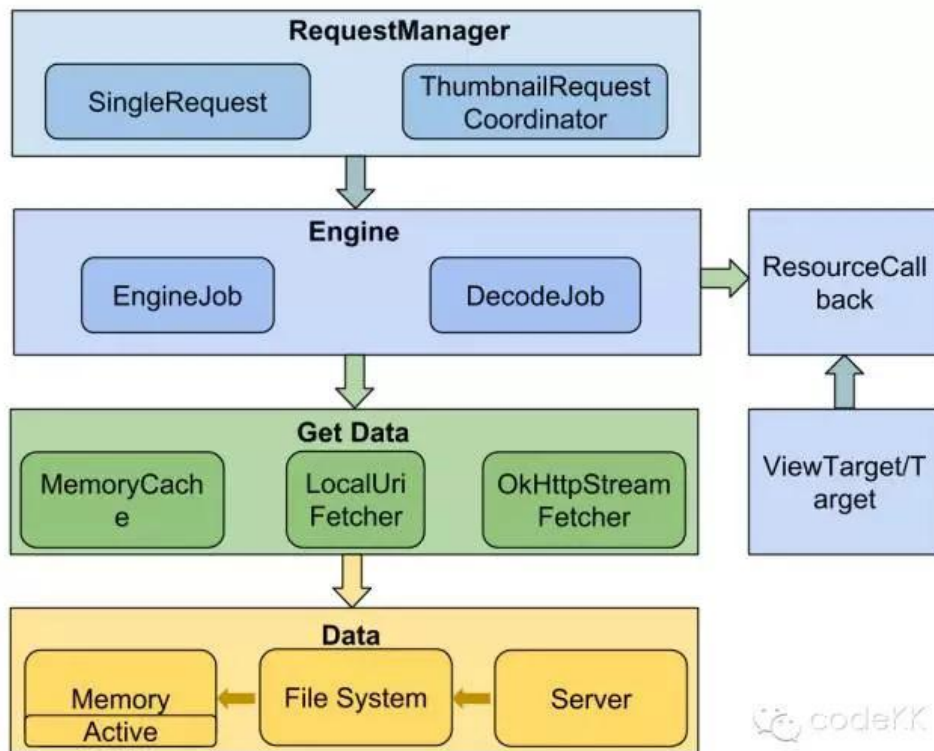 RequestManager
SingleRequest
ThumbnailRequest
Coordinator
Engine
EngineJob
DecodeJob
ResourceCall
back
Get Data
MemoryCach
e
LocalUri
Fetcher
OkHttpStream
Fetcher
ViewTarget/T
arget
Data
Memory
Active
File System
Server
codeKK